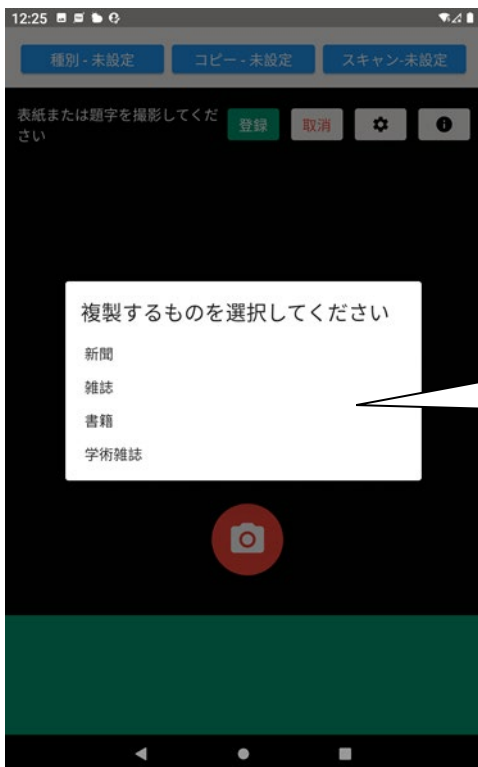 12:25
種別 - 未設定
コピー - 未設定
スキャン-未設定
表紙または題字を撮影してくだ
さい
登録
取消
複製するものを選択してください
新聞
雑誌
書籍
学術雑誌